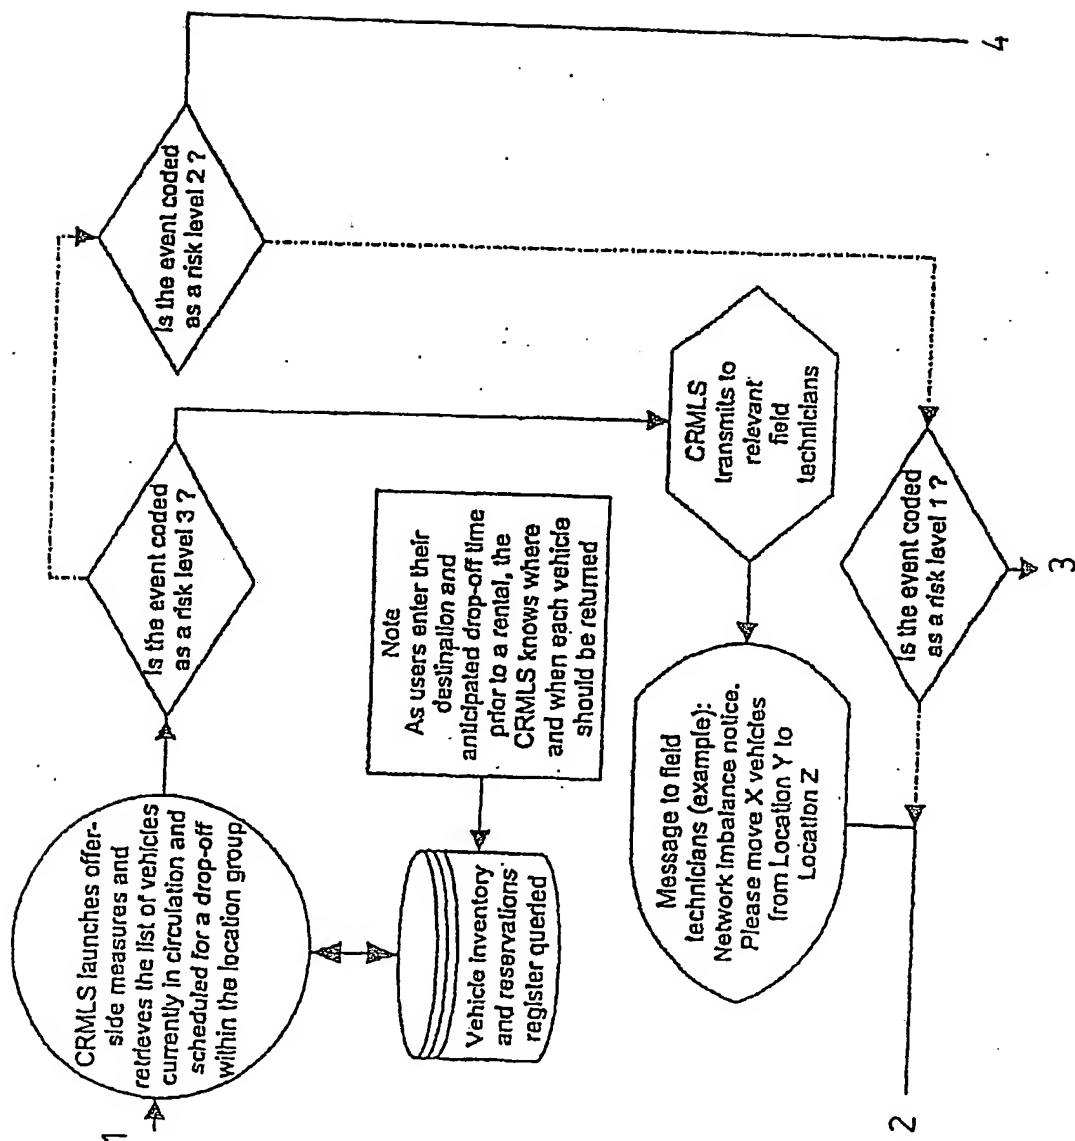 1
CRMLS launches offer-
side measures and
retrieves the list of vehicles
currently in circulation and
scheduled for a drop-off
within the location group
Is the event coded
as a risk level 3 ?
Is the event coded
as a risk level 2 ?
4
Vehicle inventory
and reservations
register queried
Note
As users enter their
destination and
anticipated drop-off time
prior to a rental, the
CRMLS knows where
and when each vehicle
should be returned
CRMLS
transmits to
relevant
field
technicians
Message to field
technicians (example):
Network imbalance notice.
Please move X vehicles
from Location Y to
Location Z
Is the event coded
as a risk level 1 ?
2
3